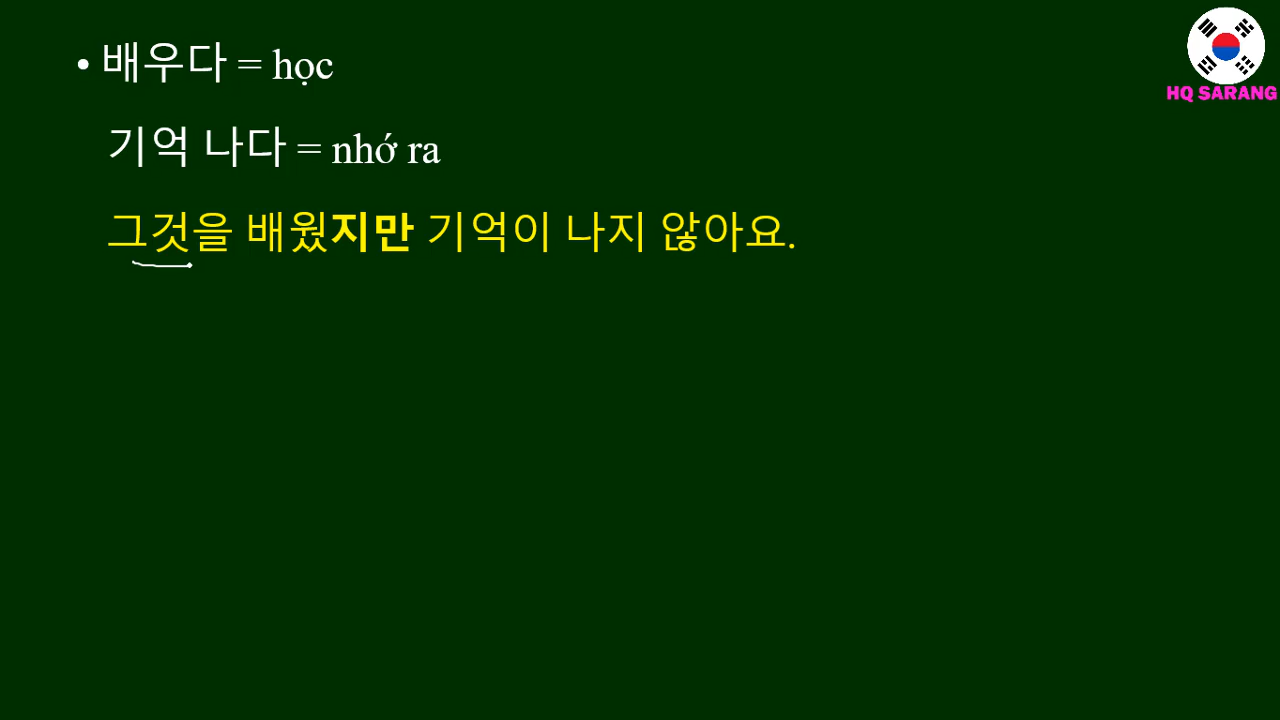 • 배우다 = học
HQ SARANG
기억 나다 = nhớ ra
그것을 배웠지만 기억이 나지 않아요.